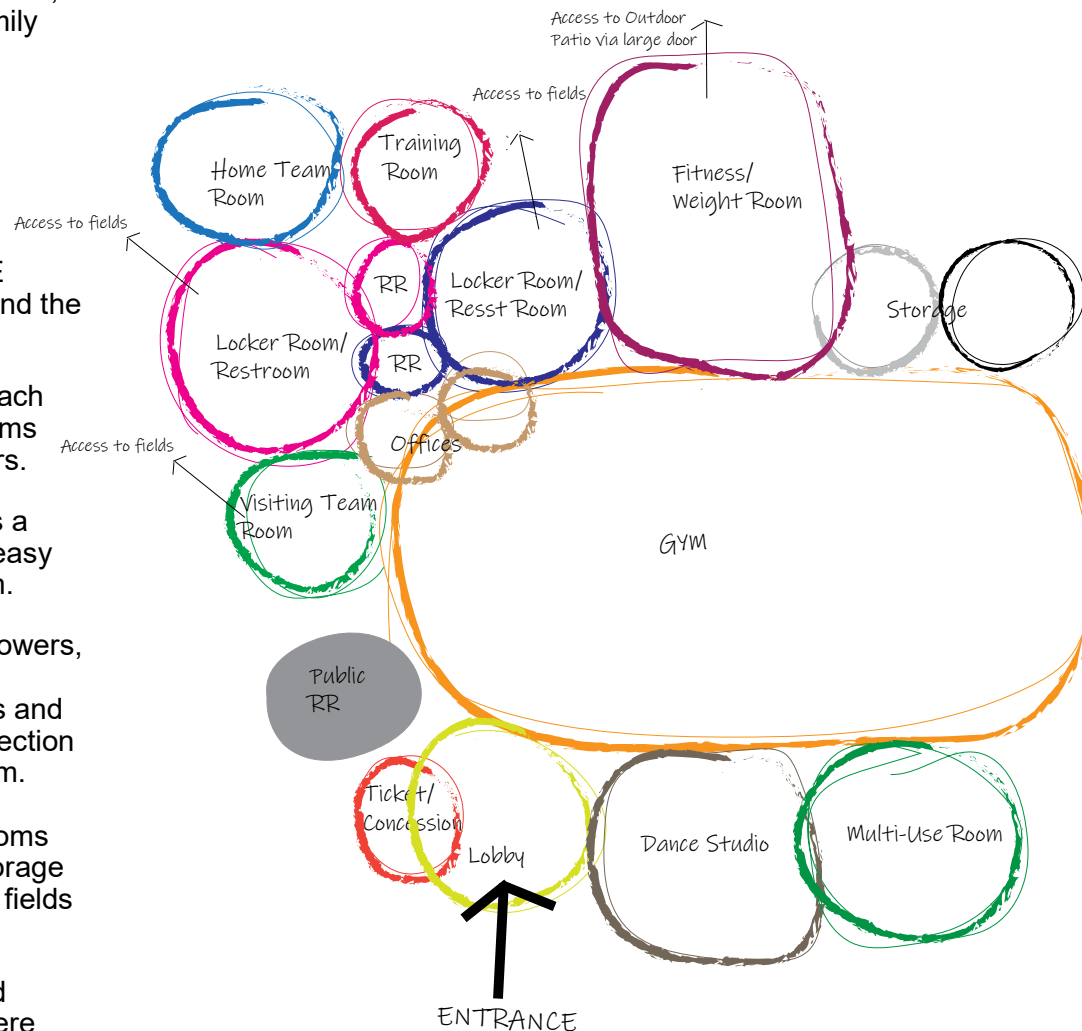 mily
E
nd the
ach
ms
rs.
s a
easy
n.
owers,
s and
ection
m.
oms
orage
fields
d
ere
Access to Outdoor
Patio via large door
Access to fields
Home Team
Room
Training
Room
Fitness/
Weight Room
Access to fields
RR
Locker Room/
Resst Room
Storage
Locker Room/
Restroom
RR
Access to fields
Offices
Visiting Team
Room
GYM
Public
RR
Ticket/
Concession
Lobby
Dance Studio
Multi-Use Room
ENTRANCE